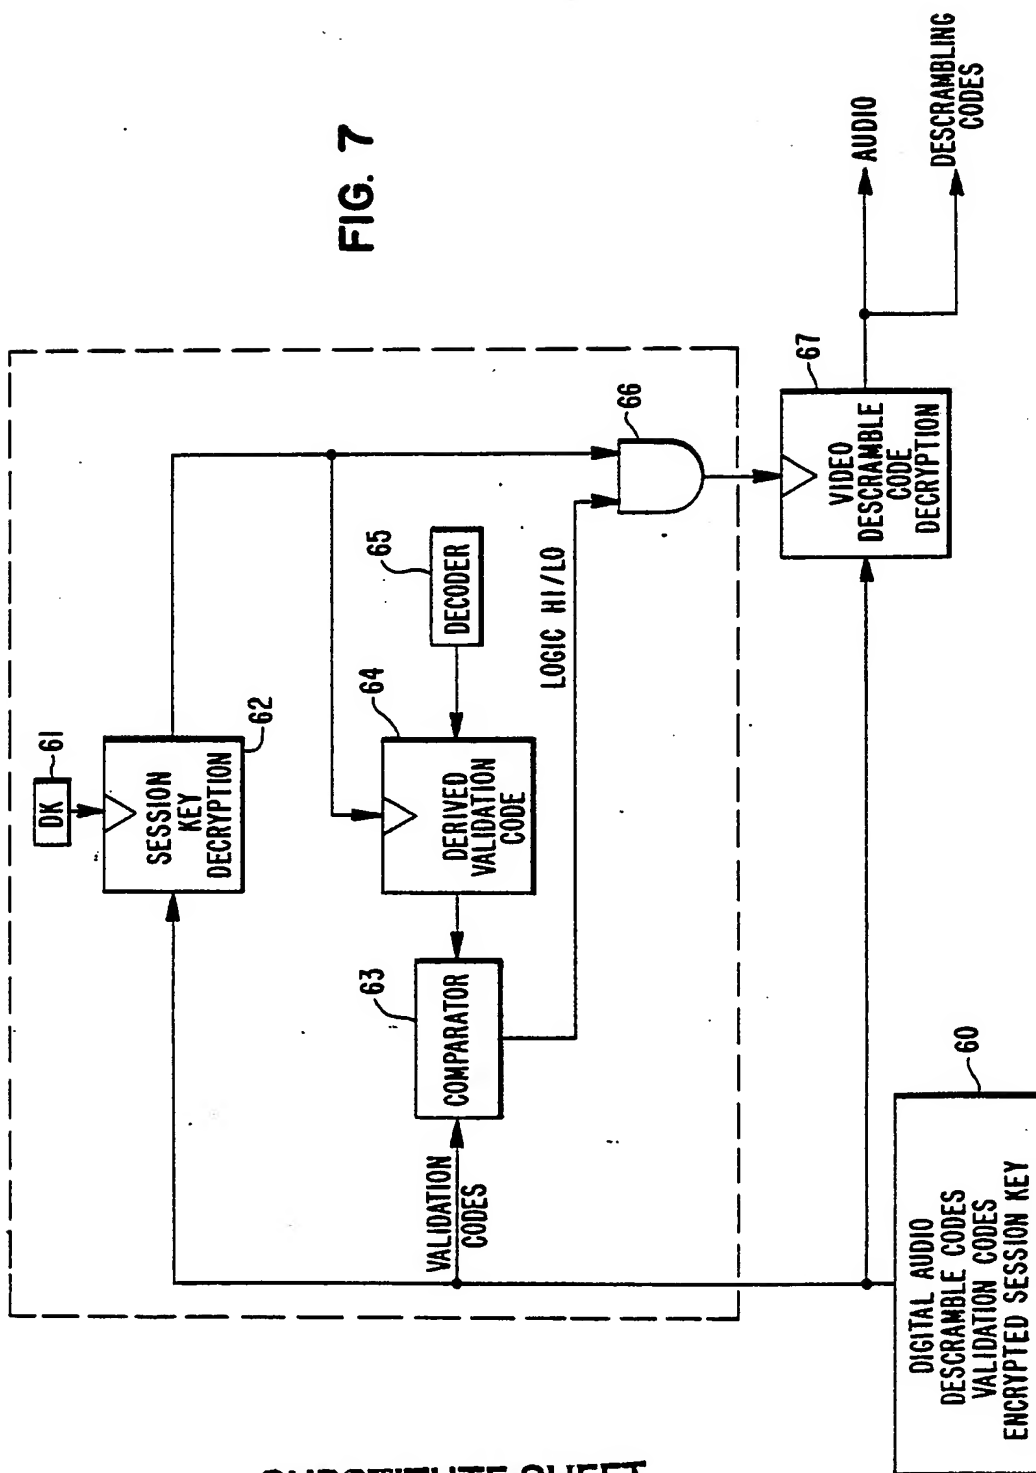 FIG. 7
61
DK
SESSION
KEY
DECRYPTION
62
65
DECODER
64
DERIVED
VALIDATION
CODE
63
COMPARATOR
VALIDATION
CODES
LOGIC HI/LO
66
67
VIDEO
DESCRAMBLE
CODE
DECRYPTION
AUDIO
DESCRAMBLING
CODES
60
DIGITAL AUDIO
DESCRAMBLE CODES
VALIDATION CODES
ENCRYPTED SESSION KEY
SUBSTITUTE SHEET